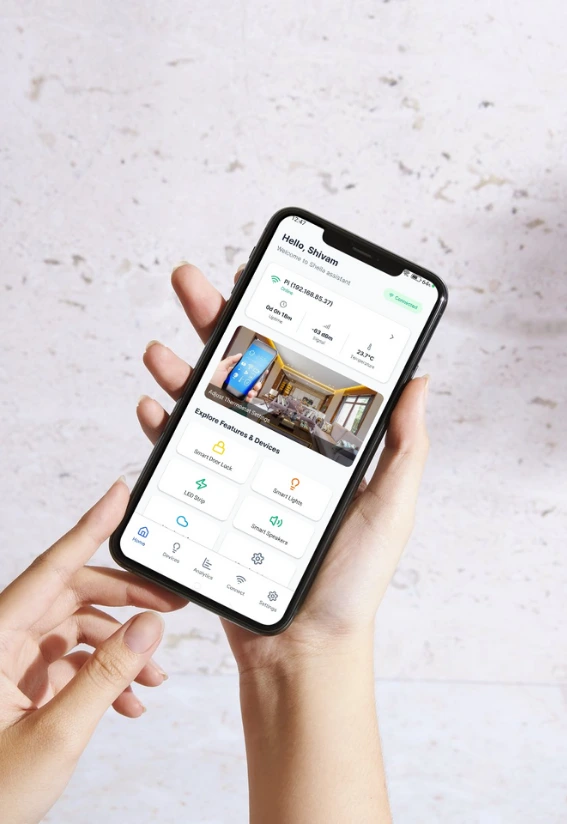 12:47
84%
Hello, Shivam
Welcome to Shella assistant
Connected
Pi (192.168.65.37)
Online
0d 0h 18m
-63 dBm
23.7°C
Uptime
Signal
Temperature
Adjust Thermostat Settings
Explore Features & Devices
Smart Door Lock
Smart Lights
LED Strip
Smart Speakers
Home
Devices
Analytics
Connect
Settings